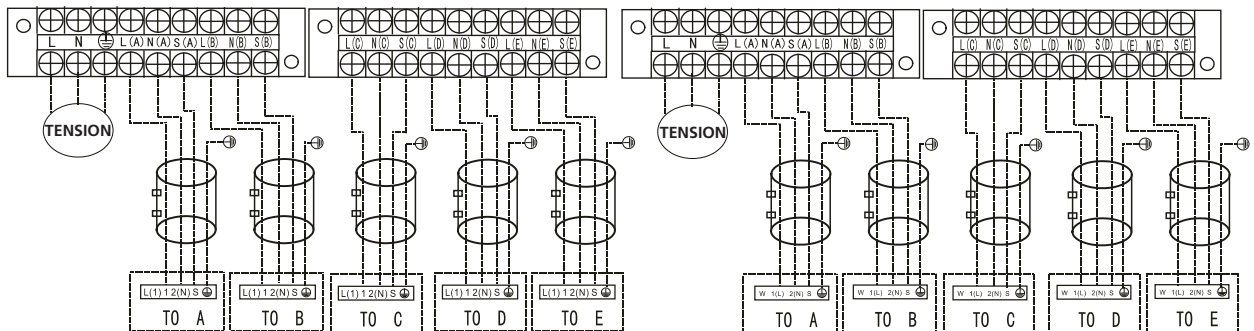 L N L(A) N(A) S(A) L(B) N(B) S(B)
L(C) N(C) S(C) L(D) N(D) S(D) L(E) N(E) S(E)
L N L(A) N(A) S(A) L(B) N(B) S(B)
L(C) N(C) S(C) L(D) N(D) S(D) L(E) N(E) S(E)
TENSION
TENSION
L(1) 1 2(N) S
L(1) 1 2(N) S
L(1) 1 2(N) S
L(1) 1 2(N) S
L(1) 1 2(N) S
W 1(L) 2(N) S
W 1(L) 2(N) S
W 1(L) 2(N) S
W 1(L) 2(N) S
W 1(L) 2(N) S
TO A
TO B
TO C
TO D
TO E
TO A
TO B
TO C
TO D
TO E